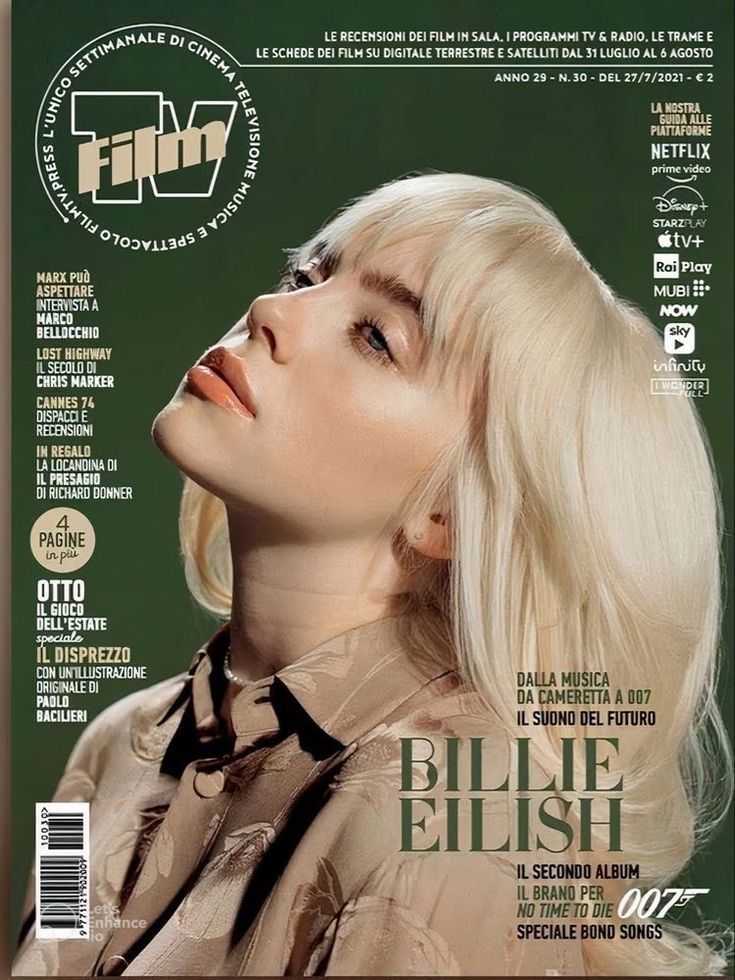 LE RECENSIONI DEI FILM IN SALA, I PROGRAMMI TV & RADIO, LE TRAME E
LE SCHEDE DEI FILM SU DIGITALE TERRESTRE E SATELLITI DAL 31 LUGLIO AL 6 AGOSTO
ANNO 29 - N. 30 - DEL 27/7/2021 - € 2
FILMTV.PRESS L'UNICO SETTIMANALE DI CINEMA TELEVISIONE MUSICA E SPETTACOLO
Film TV
LA NOSTRA
GUIDA ALLE
PIATTAFORME
NETFLIX
prime video
Disney+
STARZPLAY
tv+
Rai Play
MUBI
NOW
sky
infinity
I WONDER
FULL
MARX PUÒ
ASPETTARE
INTERVISTA A
MARCO
BELLOCCHIO
LOST HIGHWAY
IL SECOLO DI
CHRIS MARKER
CANNES 74
DISPACCI E
RECENSIONI
IN REGALO
LA LOCANDINA DI
IL PRESAGIO
DI RICHARD DONNER
4
PAGINE
in più
OTTO
IL GIOCO
DELL'ESTATE
speciale
IL DISPREZZO
CON UN'ILLUSTRAZIONE
ORIGINALE DI
PAOLO
BACILIERI
DALLA MUSICA
DA CAMERETTA A 007
IL SUONO DEL FUTURO
BILLIE
EILISH
IL SECONDO ALBUM
IL BRANO PER
NO TIME TO DIE 007
SPECIALE BOND SONGS
10030>
9 771121 902009
Let's
Enhance
io